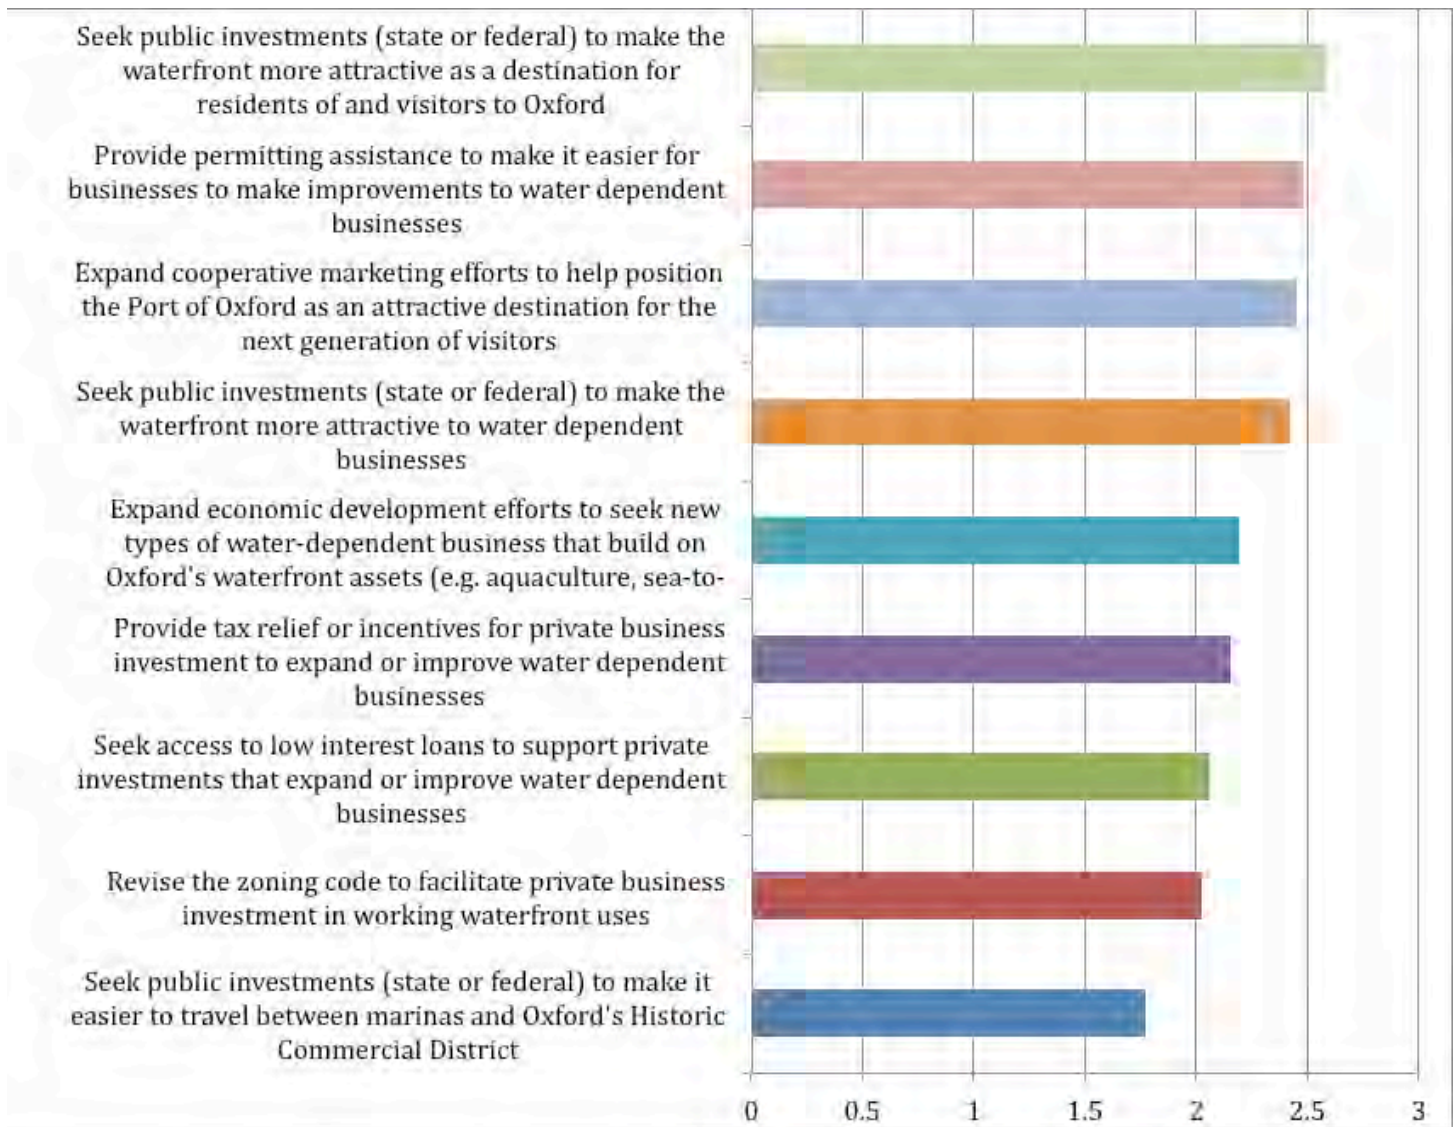 Seek public investments (state or federal) to make the
waterfront more attractive as a destination for
residents of and visitors to Oxford
Provide permitting assistance to make it easier for
businesses to make improvements to water dependent
businesses
Expand cooperative marketing efforts to help position
the Port of Oxford as an attractive destination for the
next generation of visitors
Seek public investments (state or federal) to make the
waterfront more attractive to water dependent
businesses
Expand economic development efforts to seek new
types of water-dependent business that build on
Oxford's waterfront assets (e.g. aquaculture, sea-to-
Provide tax relief or incentives for private business
investment to expand or improve water dependent
businesses
Seek access to low interest loans to support private
investments that expand or improve water dependent
businesses
Revise the zoning code to facilitate private business
investment in working waterfront uses
Seek public investments (state or federal) to make it
easier to travel between marinas and Oxford's Historic
Commercial District
0 0.5 1 1.5 2 2.5 3